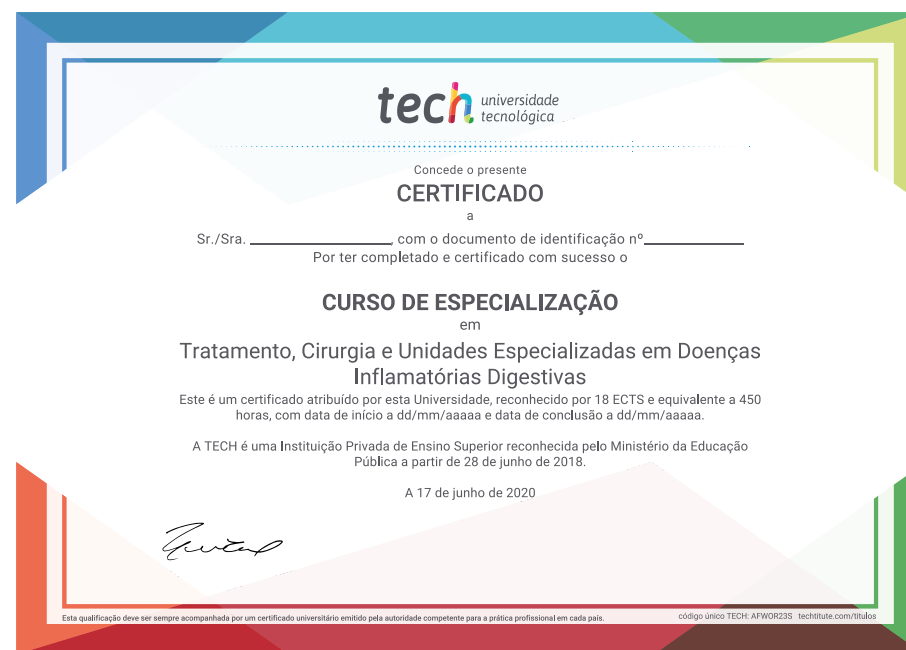 tech universidade
tecnológica
Concede o presente
CERTIFICADO
a
Sr./Sra. ____________, com o documento de identificação nº____________
Por ter completado e certificado com sucesso o
CURSO DE ESPECIALIZAÇÃO
em
Tratamento, Cirurgia e Unidades Especializadas em Doenças
Inflamatórias Digestivas
Este é um certificado atribuído por esta Universidade, reconhecido por 18 ECTS e equivalente a 450
horas, com data de início a dd/mm/aaaaa e data de conclusão a dd/mm/aaaaa.
A TECH é uma Instituição Privada de Ensino Superior reconhecida pelo Ministério da Educação
Pública a partir de 28 de junho de 2018.
A 17 de junho de 2020
Esta qualificação deve ser sempre acompanhada por um certificado universitário emitido pela autoridade competente para a prática profissional em cada país.
código único TECH: AFWOR23S techtitute.com/titulos